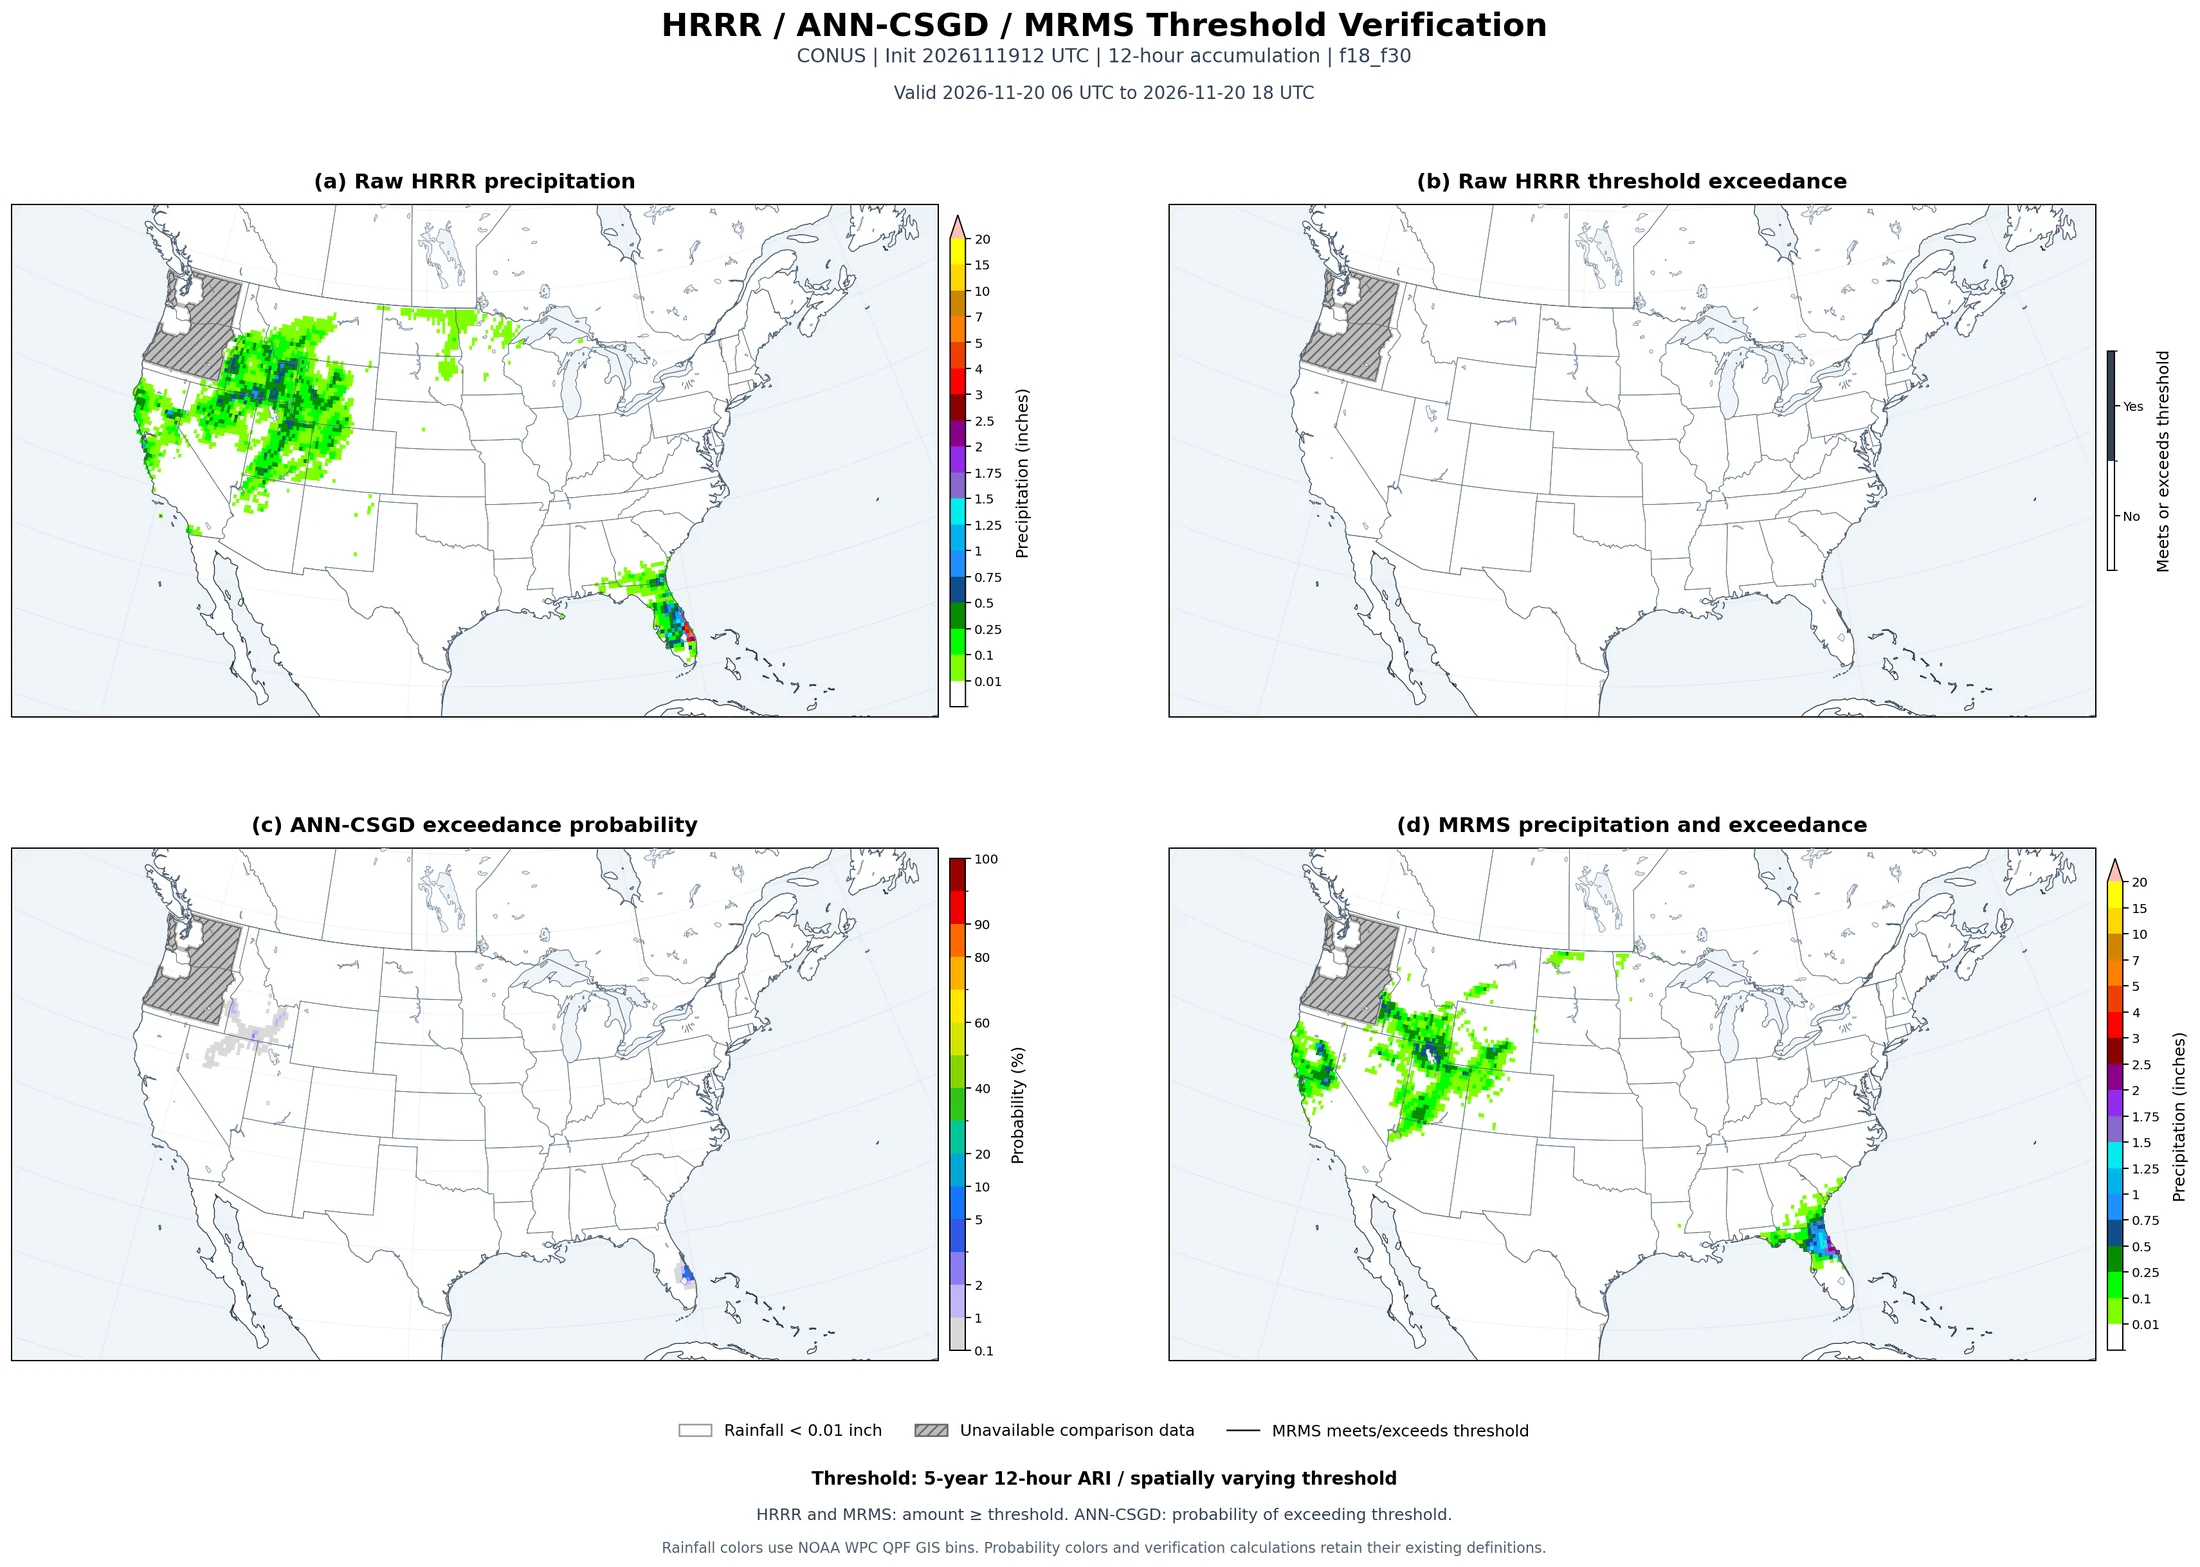 HRRR / ANN-CSGD / MRMS Threshold Verification
CONUS | Init 2026111912 UTC | 12-hour accumulation | f18_f30
Valid 2026-11-20 06 UTC to 2026-11-20 18 UTC
(a) Raw HRRR precipitation
20
15
10
7
5
4
3
2.5
2
1.75
1.5
1.25
1
0.75
0.5
0.25
0.1
0.01
Precipitation (inches)
(b) Raw HRRR threshold exceedance
Yes
No
Meets or exceeds threshold
(c) ANN-CSGD exceedance probability
100
90
80
60
40
20
10
5
2
1
0.1
Probability (%)
(d) MRMS precipitation and exceedance
20
15
10
7
5
4
3
2.5
2
1.75
1.5
1.25
1
0.75
0.5
0.25
0.1
0.01
Precipitation (inches)
Rainfall < 0.01 inch
Unavailable comparison data
MRMS meets/exceeds threshold
Threshold: 5-year 12-hour ARI / spatially varying threshold
HRRR and MRMS: amount ≥ threshold. ANN-CSGD: probability of exceeding threshold.
Rainfall colors use NOAA WPC QPF GIS bins. Probability colors and verification calculations retain their existing definitions.